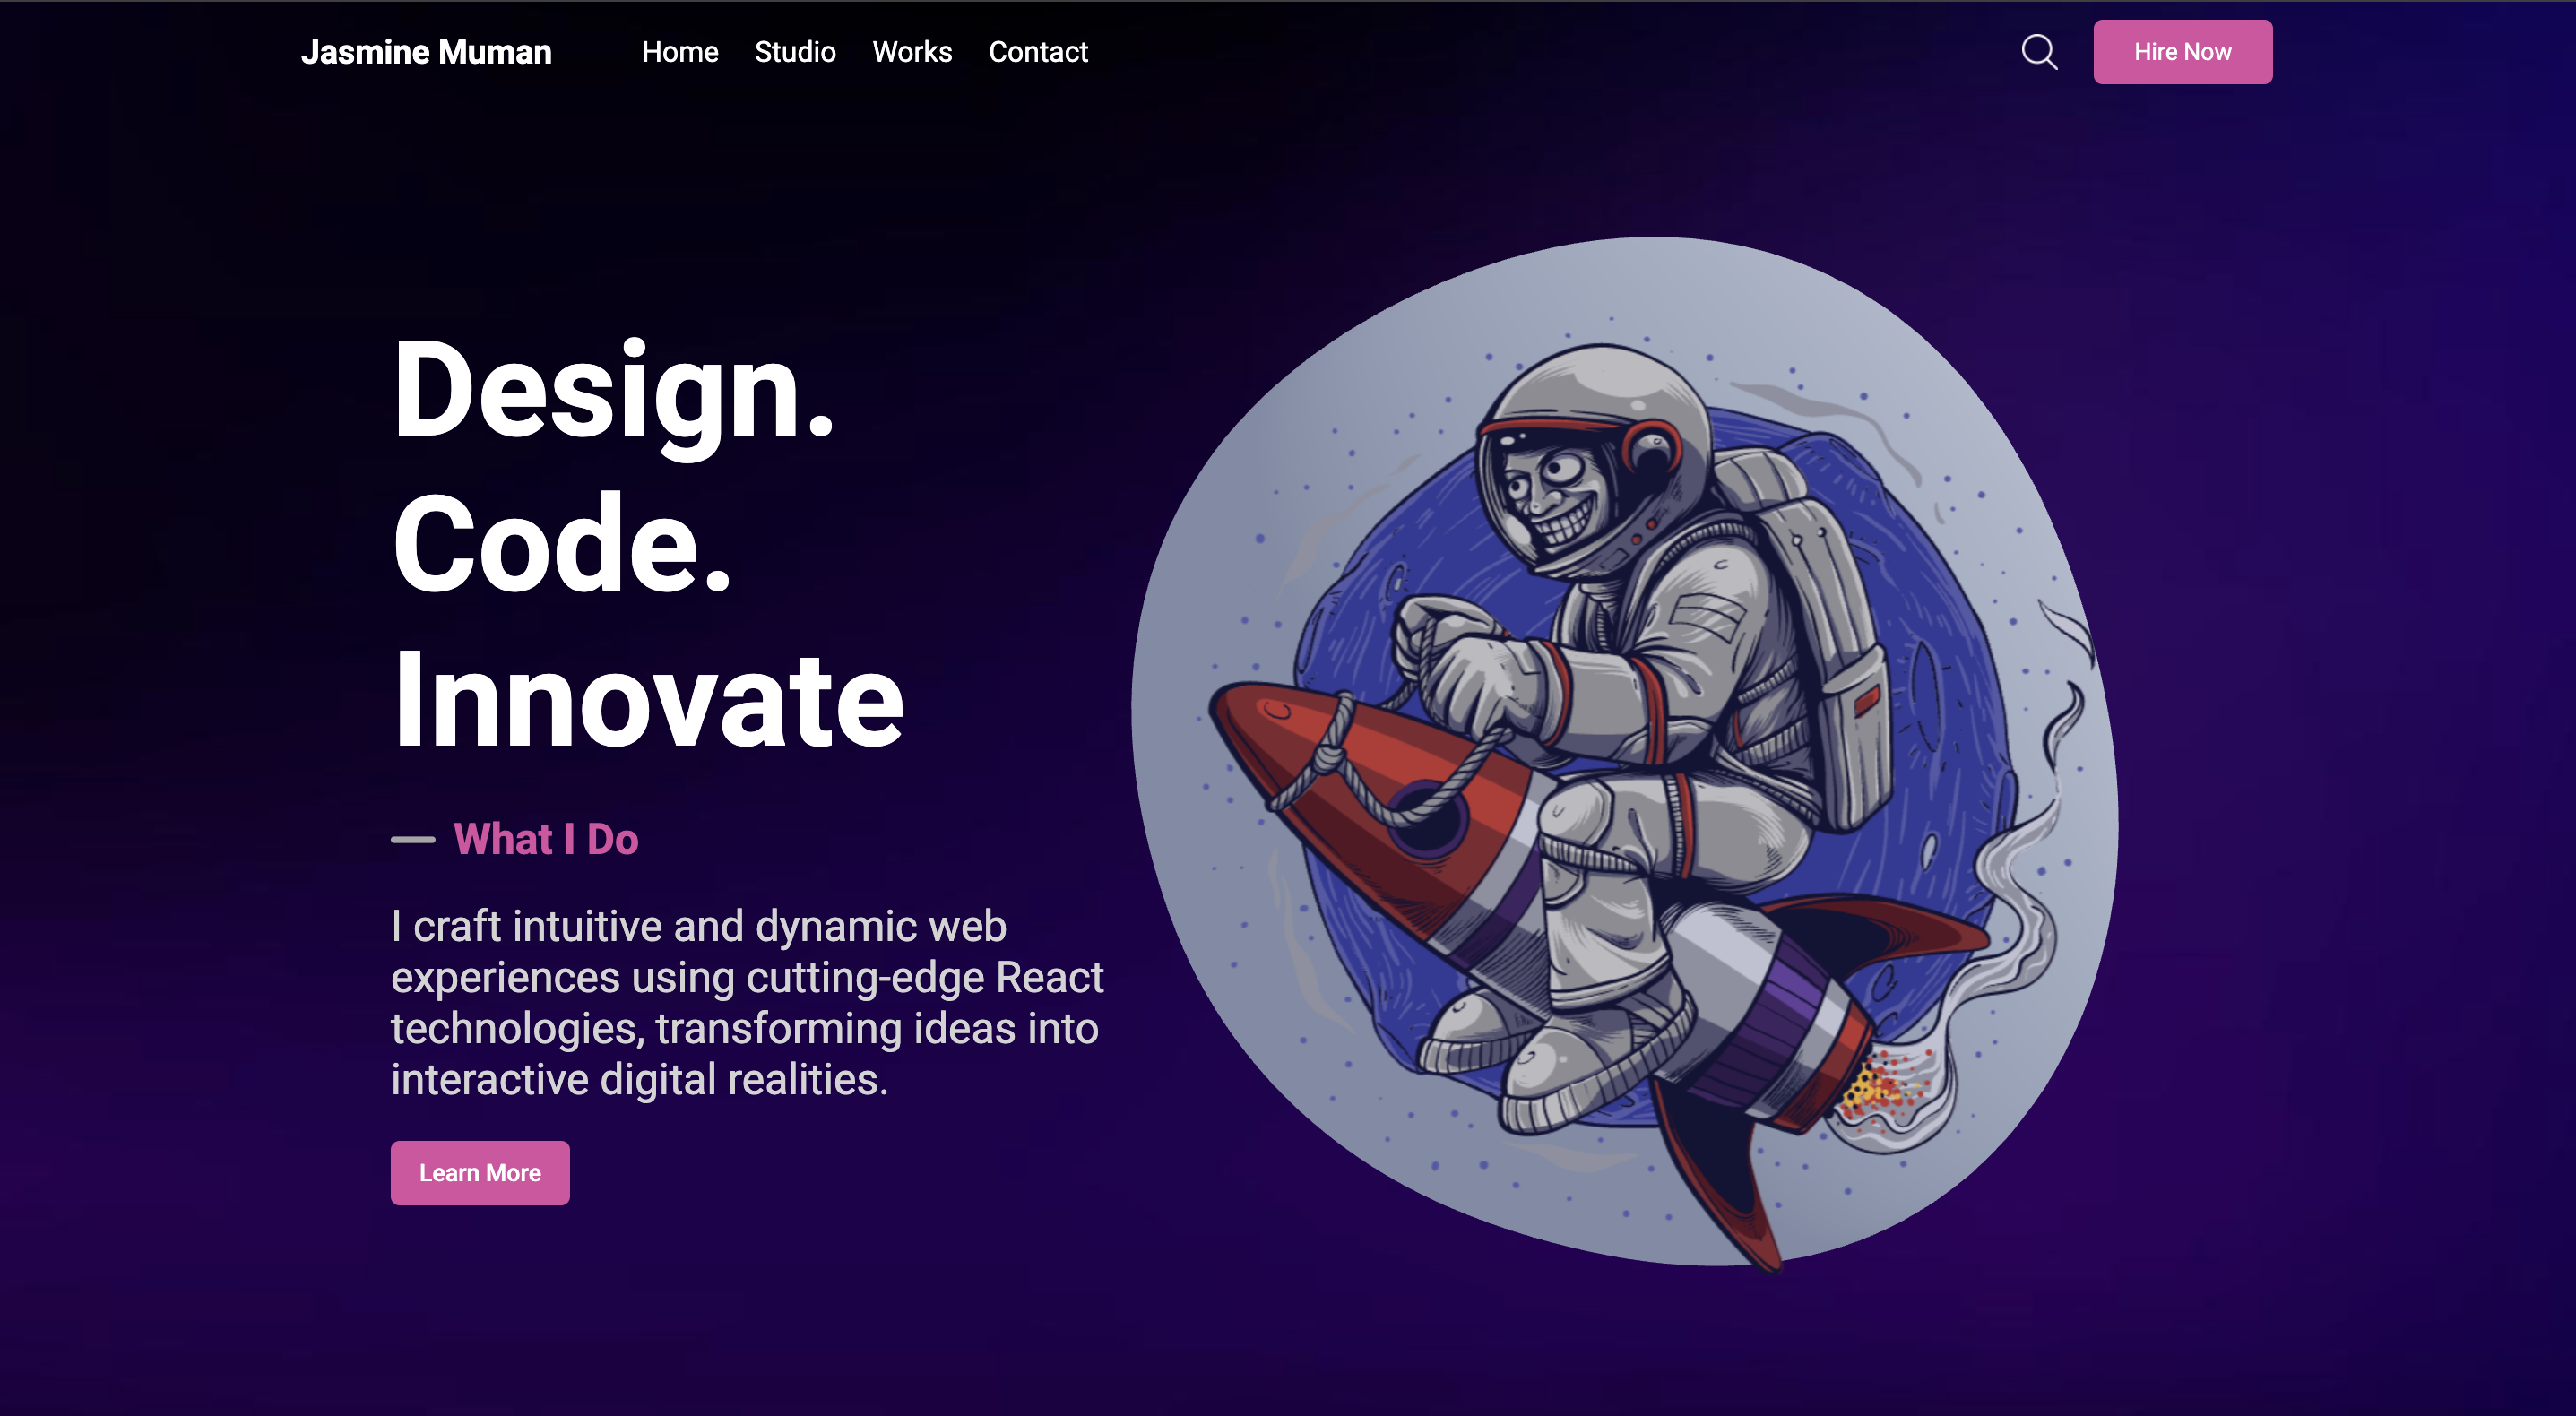 Jasmine Muman
Home Studio Works Contact
Hire Now
Design.
Code.
Innovate
What I Do
I craft intuitive and dynamic web
experiences using cutting-edge React
technologies, transforming ideas into
interactive digital realities.
Learn More